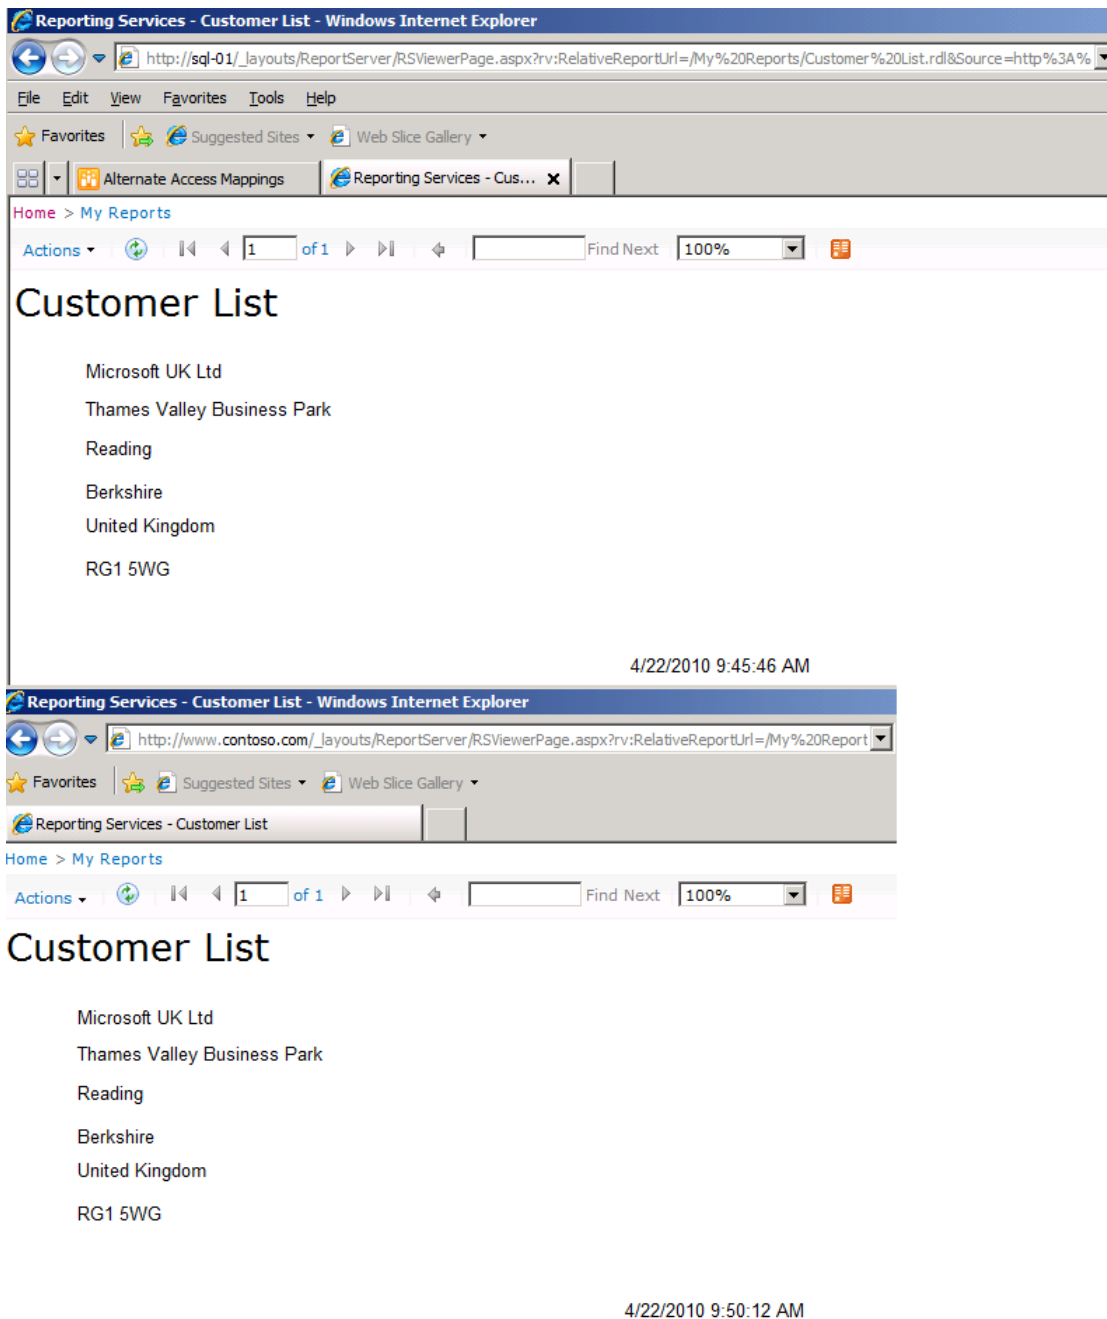 Reporting Services - Customer List - Windows Internet Explorer
http://sql-01/_layouts/ReportServer/RSViewerPage.aspx?rv:RelativeReportUrl=/My%20Reports/Customer%20List.rdl&Source=http%3A%
File Edit View Favorites Tools Help
Favorites Suggested Sites Web Slice Gallery
Alternate Access Mappings Reporting Services - Cus...
Home > My Reports
Actions 1 of 1 Find Next 100%
Customer List
Microsoft UK Ltd
Thames Valley Business Park
Reading
Berkshire
United Kingdom
RG1 5WG
4/22/2010 9:45:46 AM
Reporting Services - Customer List - Windows Internet Explorer
http://www.contoso.com/_layouts/ReportServer/RSViewerPage.aspx?rv:RelativeReportUrl=/My%20Report
Favorites Suggested Sites Web Slice Gallery
Reporting Services - Customer List
Home > My Reports
Actions 1 of 1 Find Next 100%
Customer List
Microsoft UK Ltd
Thames Valley Business Park
Reading
Berkshire
United Kingdom
RG1 5WG
4/22/2010 9:50:12 AM